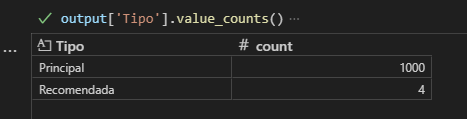 output['Tipo'].value_counts() ...
... Tipo # count
Principal 1000
Recomendada 4